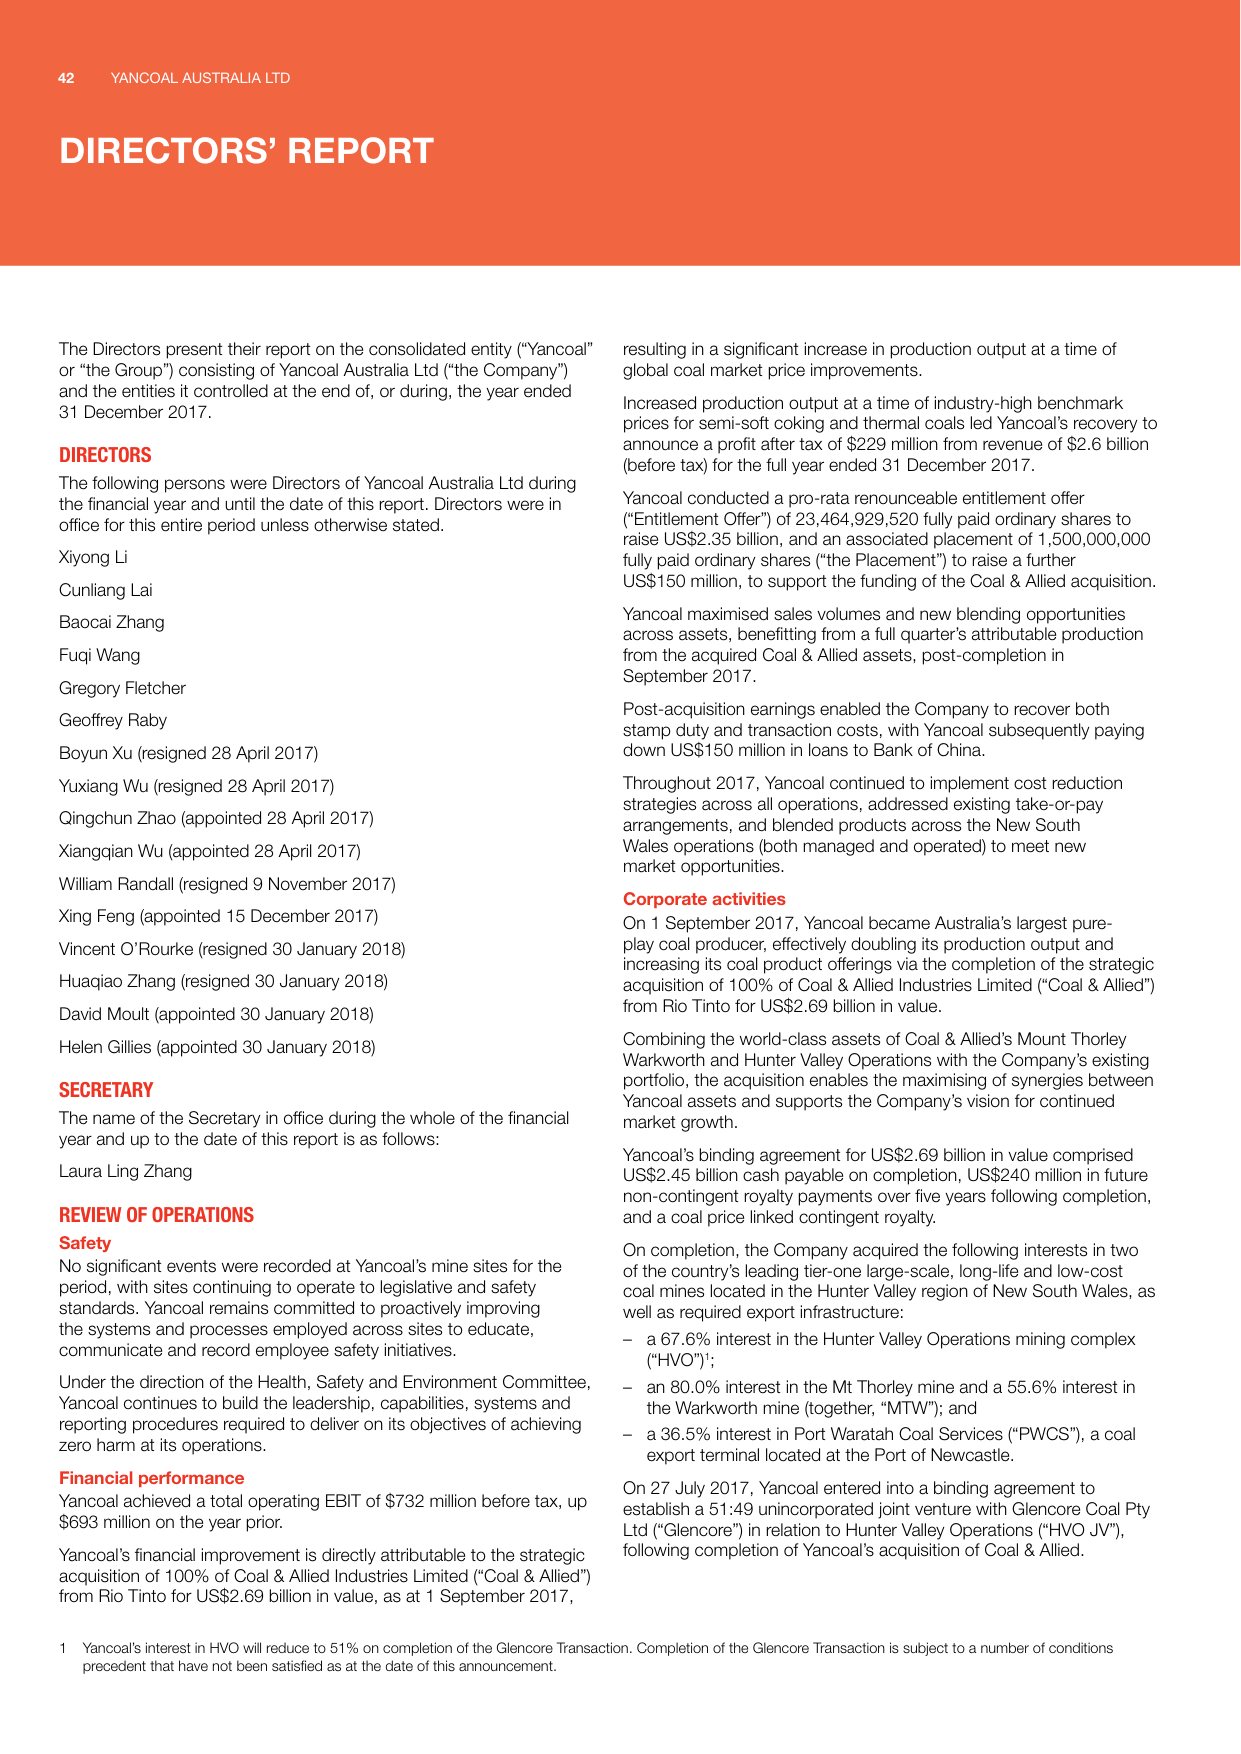 42 YANCOAL AUSTRALIA LTD
DIRECTORS’ REPORT
The Directors present their report on the consolidated entity (“Yancoal”
or “the Group”) consisting of Yancoal Australia Ltd (“the Company”)
and the entities it controlled at the end of, or during, the year ended
31 December 2017.
DIRECTORS
The following persons were Directors of Yancoal Australia Ltd during
the financial year and until the date of this report. Directors were in
office for this entire period unless otherwise stated.
Xiyong Li
Cunliang Lai
Baocai Zhang
Fuqi Wang
Gregory Fletcher
Geoffrey Raby
Boyun Xu (resigned 28 April 2017)
Yuxiang Wu (resigned 28 April 2017)
Qingchun Zhao (appointed 28 April 2017)
Xiangqian Wu (appointed 28 April 2017)
William Randall (resigned 9 November 2017)
Xing Feng (appointed 15 December 2017)
Vincent O’Rourke (resigned 30 January 2018)
Huaqiao Zhang (resigned 30 January 2018)
David Moult (appointed 30 January 2018)
Helen Gillies (appointed 30 January 2018)
SECRETARY
The name of the Secretary in office during the whole of the financial
year and up to the date of this report is as follows:
Laura Ling Zhang
REVIEW OF OPERATIONS
Safety
No significant events were recorded at Yancoal’s mine sites for the
period, with sites continuing to operate to legislative and safety
standards. Yancoal remains committed to proactively improving
the systems and processes employed across sites to educate,
communicate and record employee safety initiatives.
Under the direction of the Health, Safety and Environment Committee,
Yancoal continues to build the leadership, capabilities, systems and
reporting procedures required to deliver on its objectives of achieving
zero harm at its operations.
Financial performance
Yancoal achieved a total operating EBIT of $732 million before tax, up
$693 million on the year prior.
Yancoal’s financial improvement is directly attributable to the strategic
acquisition of 100% of Coal & Allied Industries Limited (“Coal & Allied”)
from Rio Tinto for US$2.69 billion in value, as at 1 September 2017,
resulting in a significant increase in production output at a time of
global coal market price improvements.
Increased production output at a time of industry-high benchmark
prices for semi-soft coking and thermal coals led Yancoal’s recovery to
announce a profit after tax of $229 million from revenue of $2.6 billion
(before tax) for the full year ended 31 December 2017.
Yancoal conducted a pro-rata renounceable entitlement offer
(“Entitlement Offer”) of 23,464,929,520 fully paid ordinary shares to
raise US$2.35 billion, and an associated placement of 1,500,000,000
fully paid ordinary shares (“the Placement”) to raise a further
US$150 million, to support the funding of the Coal & Allied acquisition.
Yancoal maximised sales volumes and new blending opportunities
across assets, benefitting from a full quarter’s attributable production
from the acquired Coal & Allied assets, post-completion in
September 2017.
Post-acquisition earnings enabled the Company to recover both
stamp duty and transaction costs, with Yancoal subsequently paying
down US$150 million in loans to Bank of China.
Throughout 2017, Yancoal continued to implement cost reduction
strategies across all operations, addressed existing take-or-pay
arrangements, and blended products across the New South
Wales operations (both managed and operated) to meet new
market opportunities.
Corporate activities
On 1 September 2017, Yancoal became Australia’s largest pure-
play coal producer, effectively doubling its production output and
increasing its coal product offerings via the completion of the strategic
acquisition of 100% of Coal & Allied Industries Limited (“Coal & Allied”)
from Rio Tinto for US$2.69 billion in value.
Combining the world-class assets of Coal & Allied’s Mount Thorley
Warkworth and Hunter Valley Operations with the Company’s existing
portfolio, the acquisition enables the maximising of synergies between
Yancoal assets and supports the Company’s vision for continued
market growth.
Yancoal’s binding agreement for US$2.69 billion in value comprised
US$2.45 billion cash payable on completion, US$240 million in future
non-contingent royalty payments over five years following completion,
and a coal price linked contingent royalty.
On completion, the Company acquired the following interests in two
of the country’s leading tier-one large-scale, long-life and low-cost
coal mines located in the Hunter Valley region of New South Wales, as
well as required export infrastructure:
– a 67.6% interest in the Hunter Valley Operations mining complex
(“HVO”)¹;
– an 80.0% interest in the Mt Thorley mine and a 55.6% interest in
the Warkworth mine (together, “MTW”); and
– a 36.5% interest in Port Waratah Coal Services (“PWCS”), a coal
export terminal located at the Port of Newcastle.
On 27 July 2017, Yancoal entered into a binding agreement to
establish a 51:49 unincorporated joint venture with Glencore Coal Pty
Ltd (“Glencore”) in relation to Hunter Valley Operations (“HVO JV”),
following completion of Yancoal’s acquisition of Coal & Allied.
1 Yancoal’s interest in HVO will reduce to 51% on completion of the Glencore Transaction. Completion of the Glencore Transaction is subject to a number of conditions
precedent that have not been satisfied as at the date of this announcement.